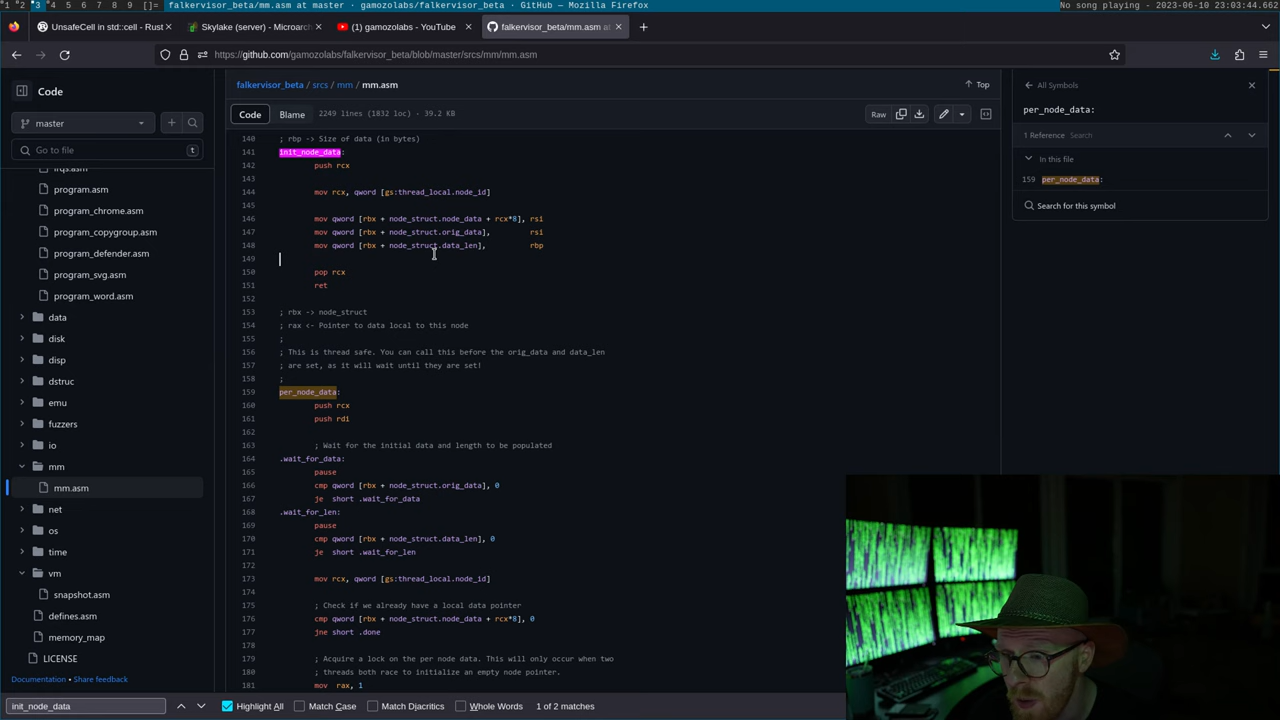 1 2 3 4 5 6 7 8 9 []= falkervisor_beta/mm.asm at master · gamozolabs/falkervisor_beta · GitHub — Mozilla Firefox No song playing - 2023-06-10 23:03:44.662
UnsafeCell in std::cell - Rust
Skylake (server) - Microarch
(1) gamozolabs - YouTube
falkervisor_beta/mm.asm at
https://github.com/gamozolabs/falkervisor_beta/blob/master/srcs/mm/mm.asm
Code
master
Go to file t
irqs.asm
program.asm
program_chrome.asm
program_copygroup.asm
program_defender.asm
program_svg.asm
program_word.asm
data
disk
disp
dstruc
emu
fuzzers
io
mm
mm.asm
net
os
time
vm
snapshot.asm
defines.asm
memory_map
LICENSE
Documentation • Share feedback
falkervisor_beta / srcs / mm / mm.asm
Top
Code Blame 2249 lines (1832 loc) · 39.2 KB
Raw
140 ; rbp -> Size of data (in bytes)
141 init_node_data:
142 push rcx
143
144 mov rcx, qword [gs:thread_local.node_id]
145
146 mov qword [rbx + node_struct.node_data + rcx*8], rsi
147 mov qword [rbx + node_struct.orig_data], rsi
148 mov qword [rbx + node_struct.data_len], rbp
149
150 pop rcx
151 ret
152
153 ; rbx -> node_struct
154 ; rax <- Pointer to data local to this node
155 ;
156 ; This is thread safe. You can call this before the orig_data and data_len
157 ; are set, as it will wait until they are set!
158 ;
159 per_node_data:
160 push rcx
161 push rdi
162
163 ; Wait for the initial data and length to be populated
164 .wait_for_data:
165 pause
166 cmp qword [rbx + node_struct.orig_data], 0
167 je short .wait_for_data
168 .wait_for_len:
169 pause
170 cmp qword [rbx + node_struct.data_len], 0
171 je short .wait_for_len
172
173 mov rcx, qword [gs:thread_local.node_id]
174
175 ; Check if we already have a local data pointer
176 cmp qword [rbx + node_struct.node_data + rcx*8], 0
177 jne short .done
178
179 ; Acquire a lock on the per node data. This will only occur when two
180 ; threads both race to initialize an empty node pointer.
181 mov rax, 1
All Symbols
per_node_data:
1 Reference Search
In this file
159 per_node_data:
Search for this symbol
init_node_data
Highlight All
Match Case
Match Diacritics
Whole Words
1 of 2 matches